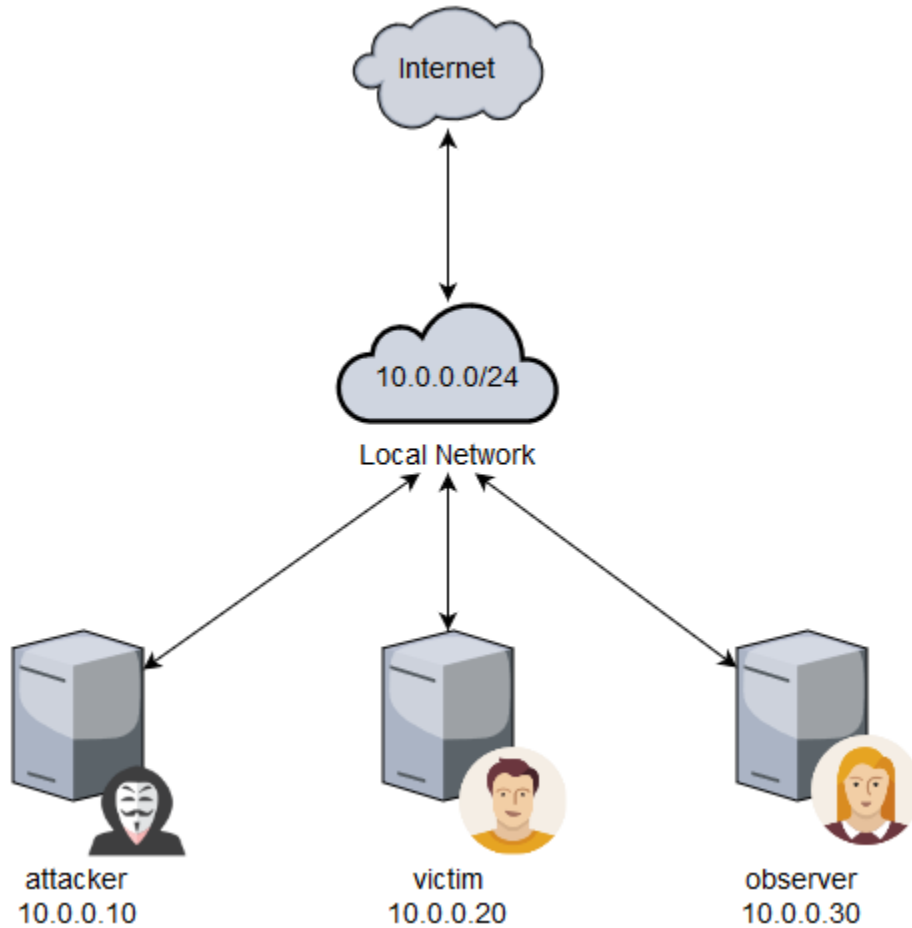 Internet
10.0.0.0/24
Local Network
attacker
10.0.0.10
victim
10.0.0.20
observer
10.0.0.30